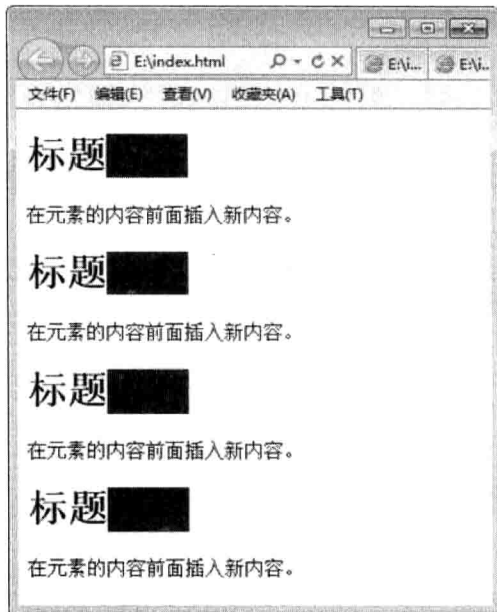 E:\index.html
E:\i...
E:\i..
文件(F) 编辑(E) 查看(V) 收藏夹(A) 工具(T)
标题
在元素的内容前面插入新内容。
标题
在元素的内容前面插入新内容。
标题
在元素的内容前面插入新内容。
标题
在元素的内容前面插入新内容。